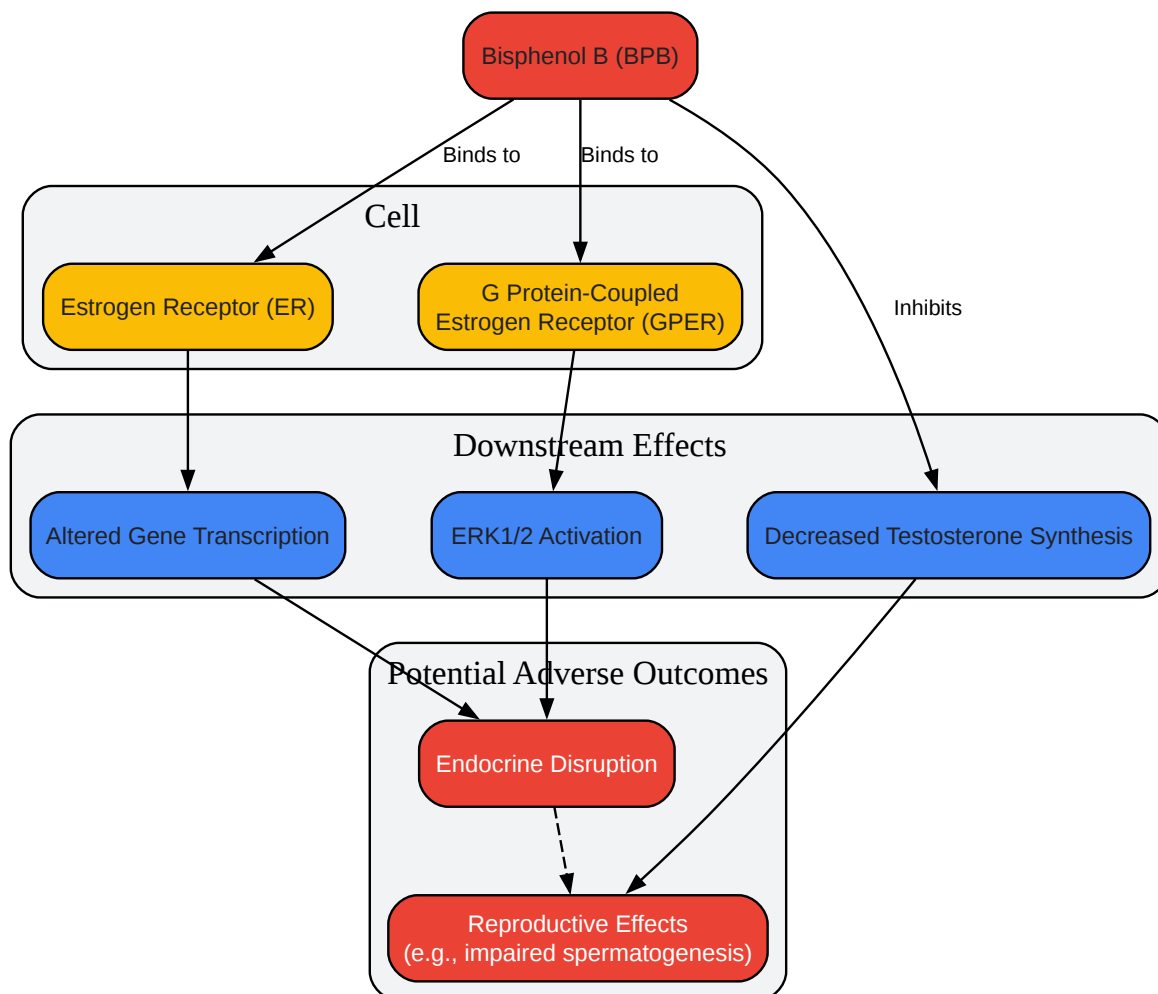 Bisphenol B (BPB)
Binds to
Binds to
Cell
Estrogen Receptor (ER)
G Protein-Coupled
Estrogen Receptor (GPER)
Inhibits
Downstream Effects
Altered Gene Transcription
ERK1/2 Activation
Decreased Testosterone Synthesis
Potential Adverse Outcomes
Endocrine Disruption
Reproductive Effects
(e.g., impaired spermatogenesis)